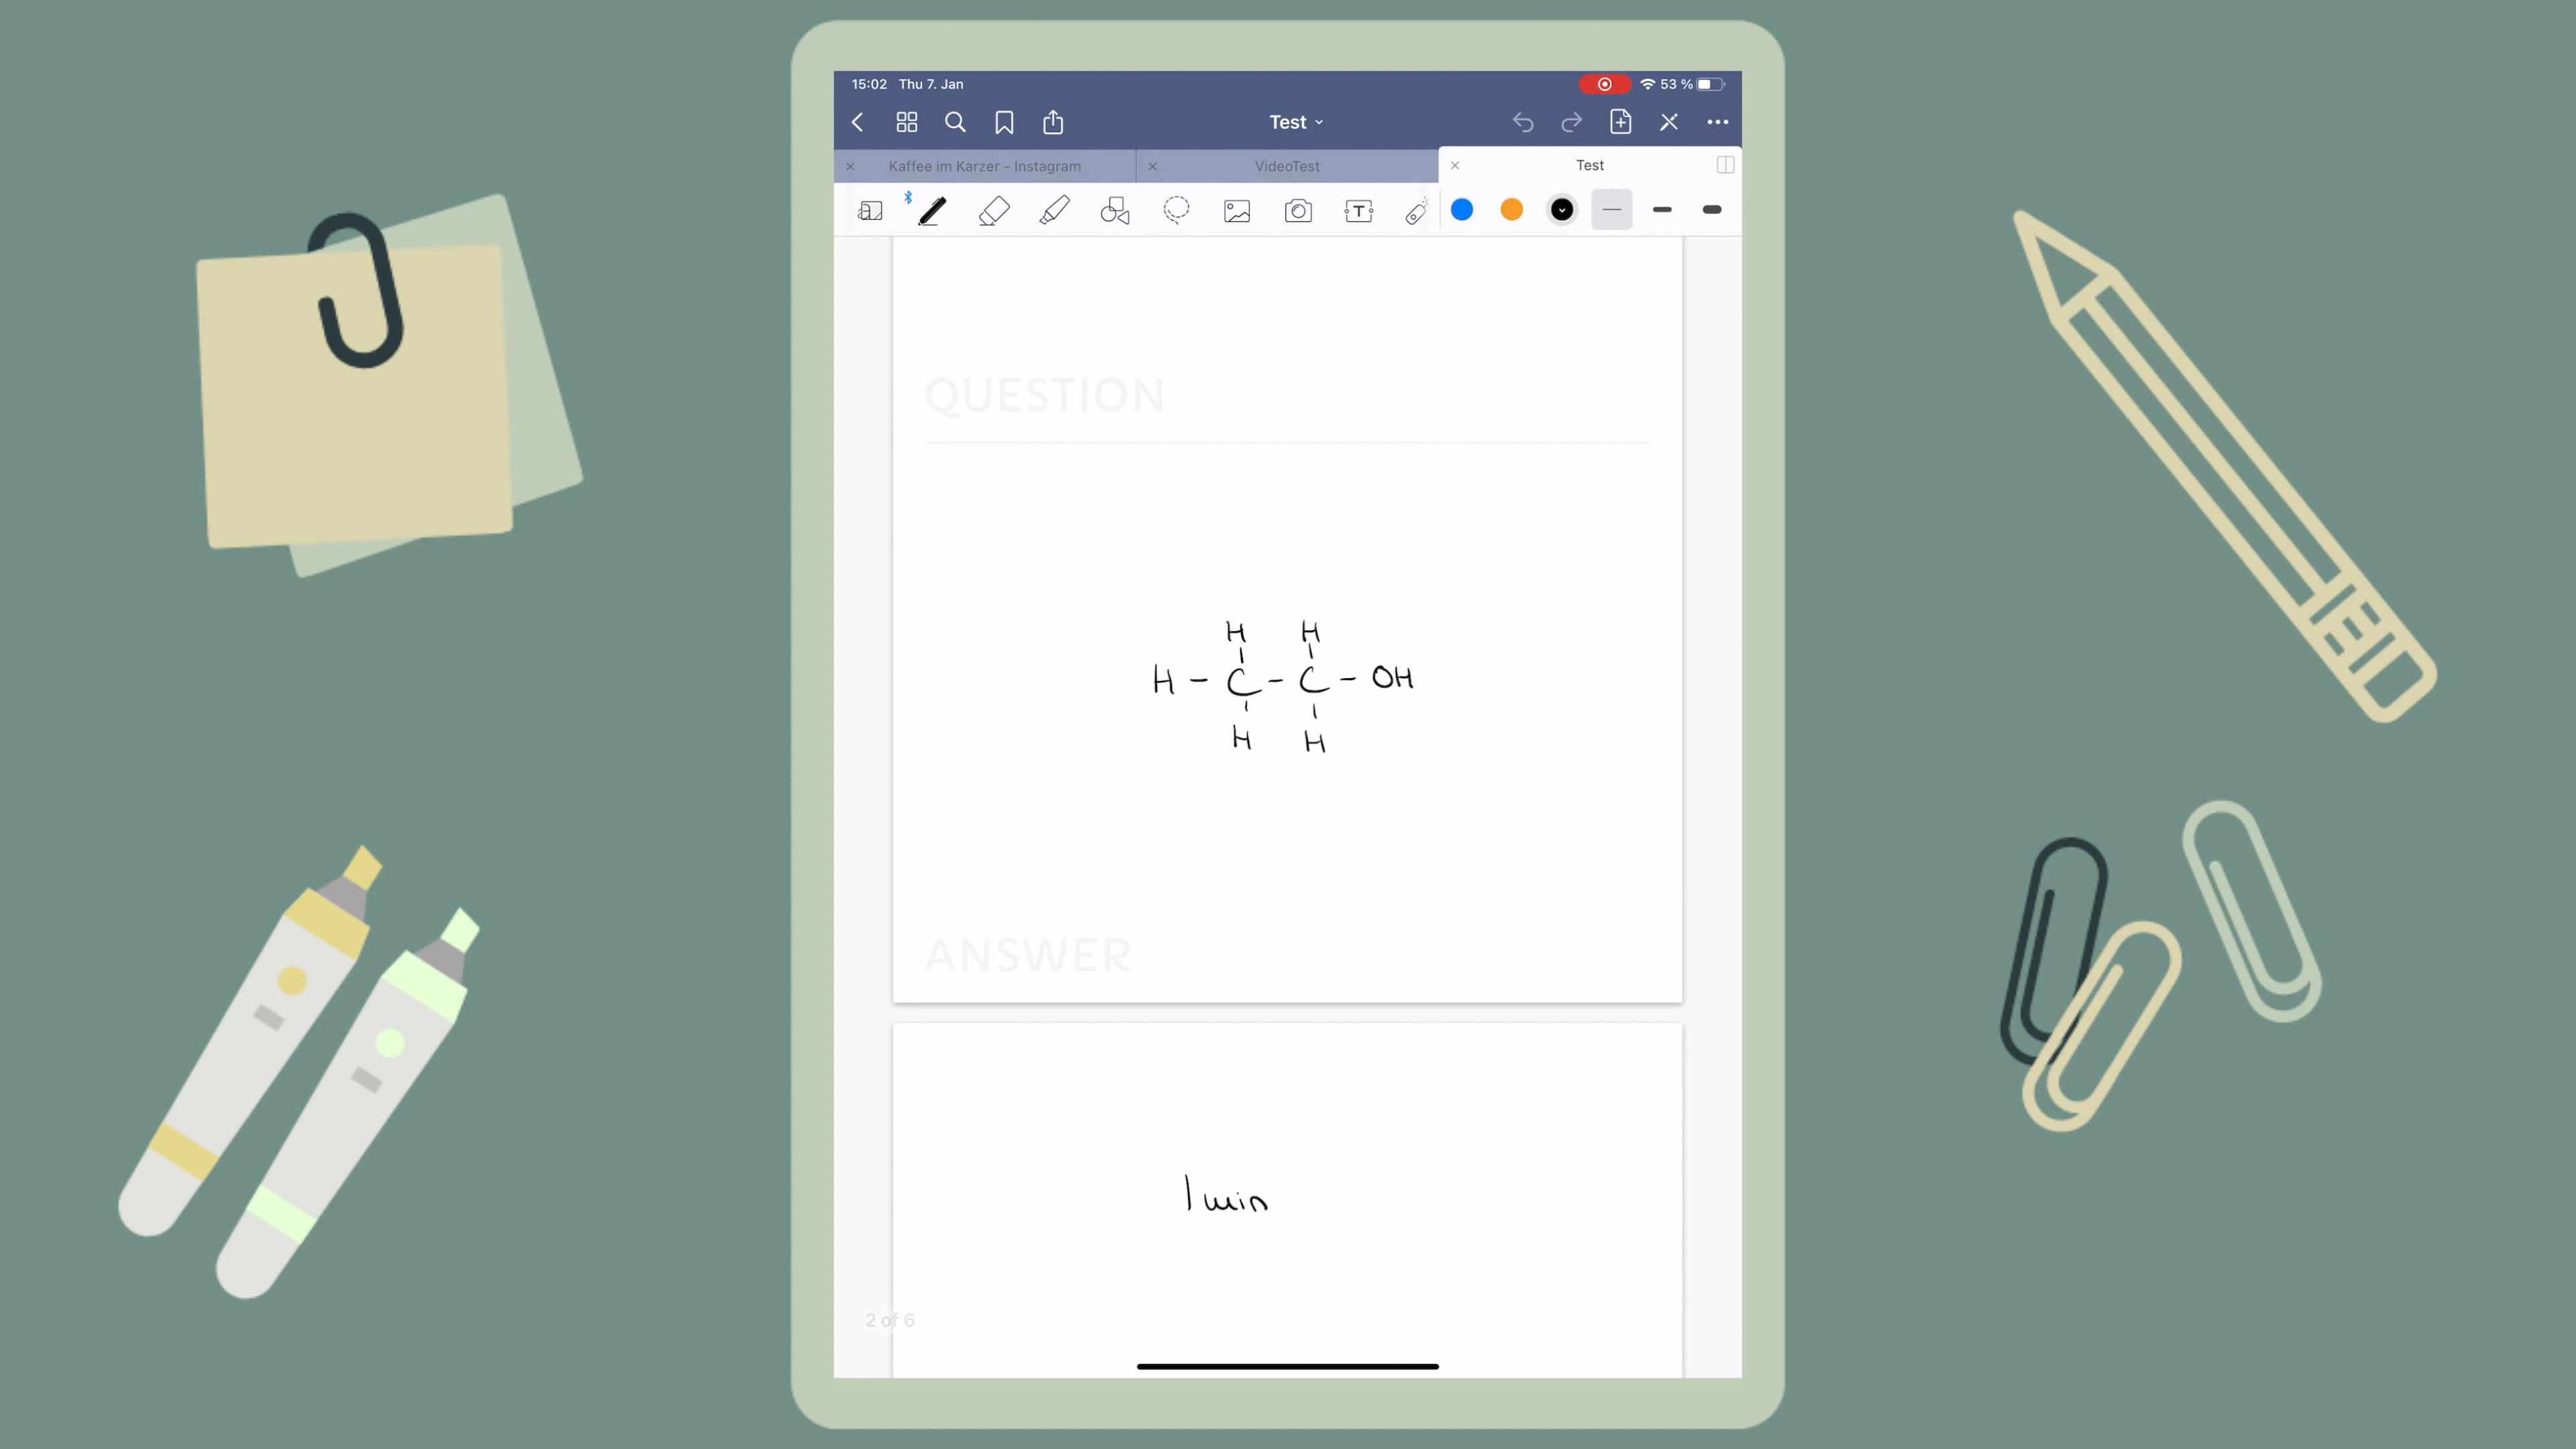 15:02 Thu 7. Jan 53 %
Test
Kaffee im Karzer - Instagram VideoTest Test
T
QUESTION
H H
H - C - C - OH
H H
ANSWER
1 min
2 of 6